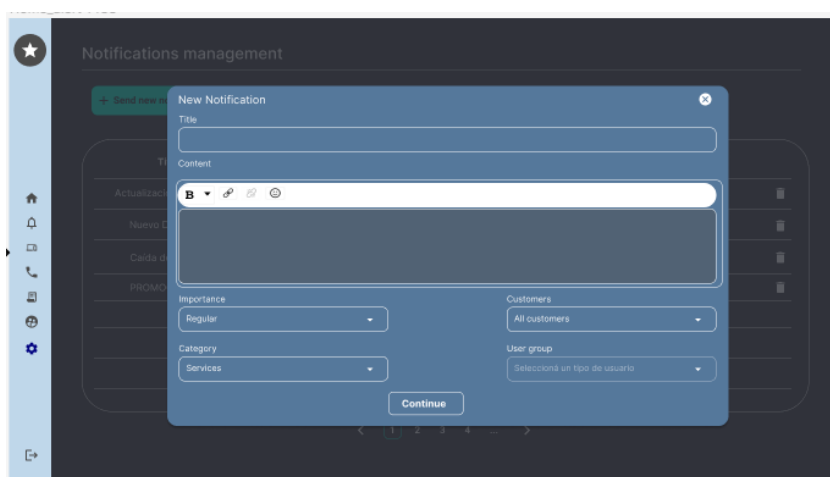 Notifications management
+ Send new
New Notification
Title
Content
B
Actualizaci
Nuevo
Caída
PROMO
Importance
Customers
Regular
All customers
Category
User group
Services
Seleccioná un tipo de usuario
Continue
< 1 2 3 4 ... >